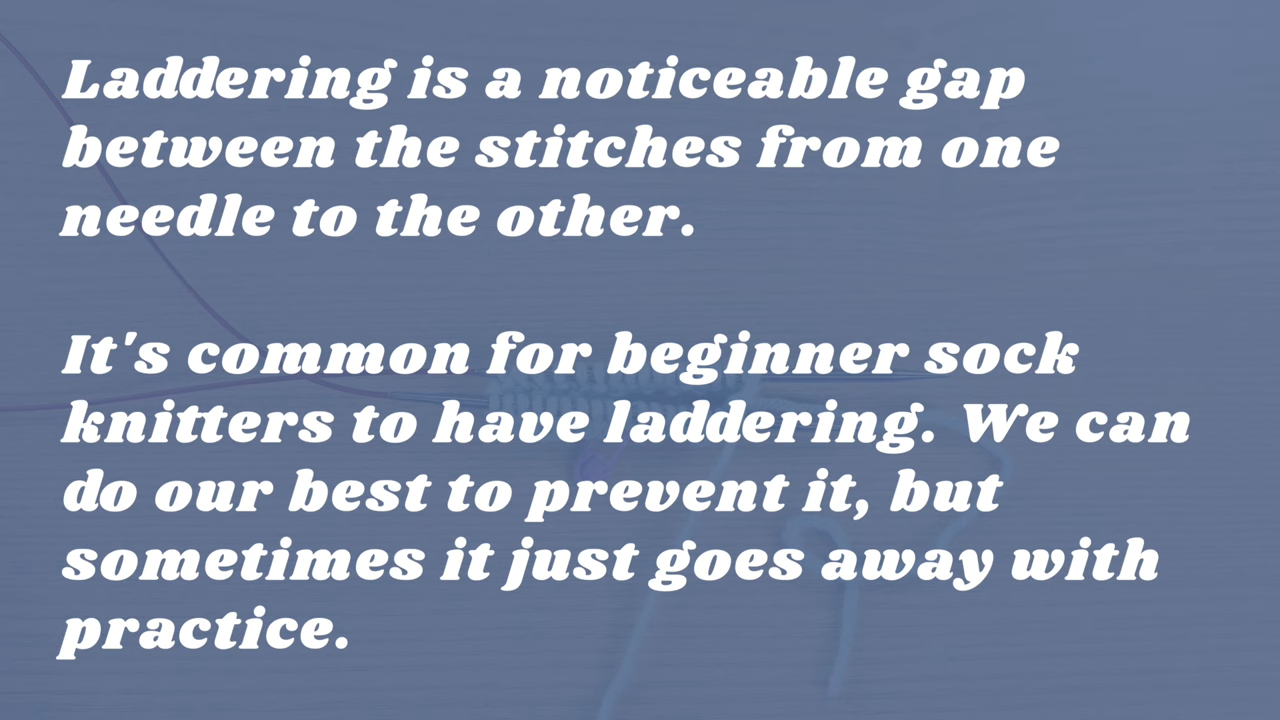 Laddering is a noticeable gap
between the stitches from one
needle to the other.
It's common for beginner sock
knitters to have laddering. We can
do our best to prevent it, but
sometimes it just goes away with
practice.